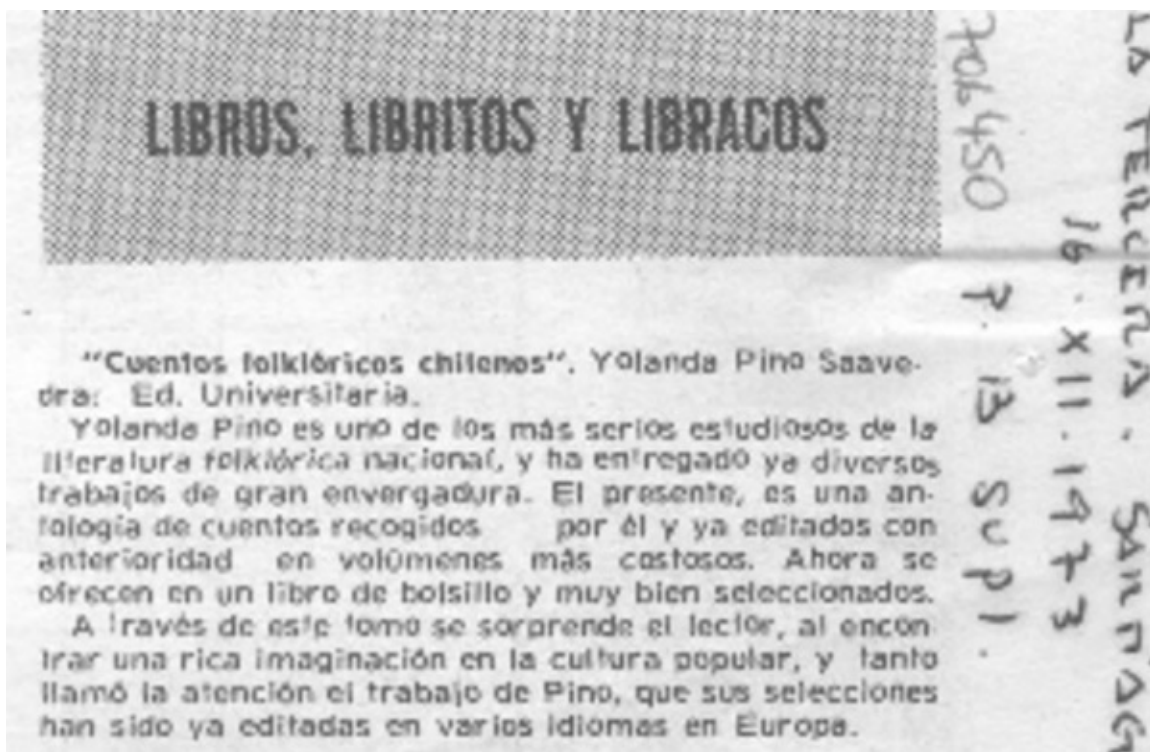 LIBROS, LIBRITOS Y LIBRACOS
"Cuentos folklóricos chilenos". Yolanda Pino Saave-
dra: Ed. Universitaria.
Yolanda Pino es uno de los más serios estudiosos de la
literatura folklórica nacional, y ha entregado ya diversos
trabajos de gran envergadura. El presente, es una an-
tología de cuentos recogidos por él y ya editados con
anterioridad en volúmenes más costosos. Ahora se
ofrecen en un libro de bolsillo y muy bien seleccionados.
A través de este tomo se sorprende el lector, al encon-
trar una rica imaginación en la cultura popular, y tanto
llamó la atención el trabajo de Pino, que sus selecciones
han sido ya editadas en varios idiomas en Europa.
LA TERCERA. SANTIAG
16.XII.1973
706450 P. 13 Supl.